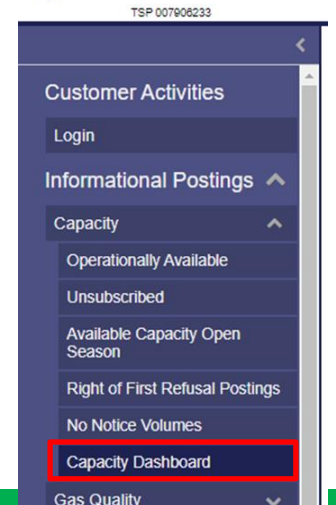 TSP 007906233
Customer Activities
Login
Informational Postings
Capacity
Operationally Available
Unsubscribed
Available Capacity Open
Season
Right of First Refusal Postings
No Notice Volumes
Capacity Dashboard
Gas Quality